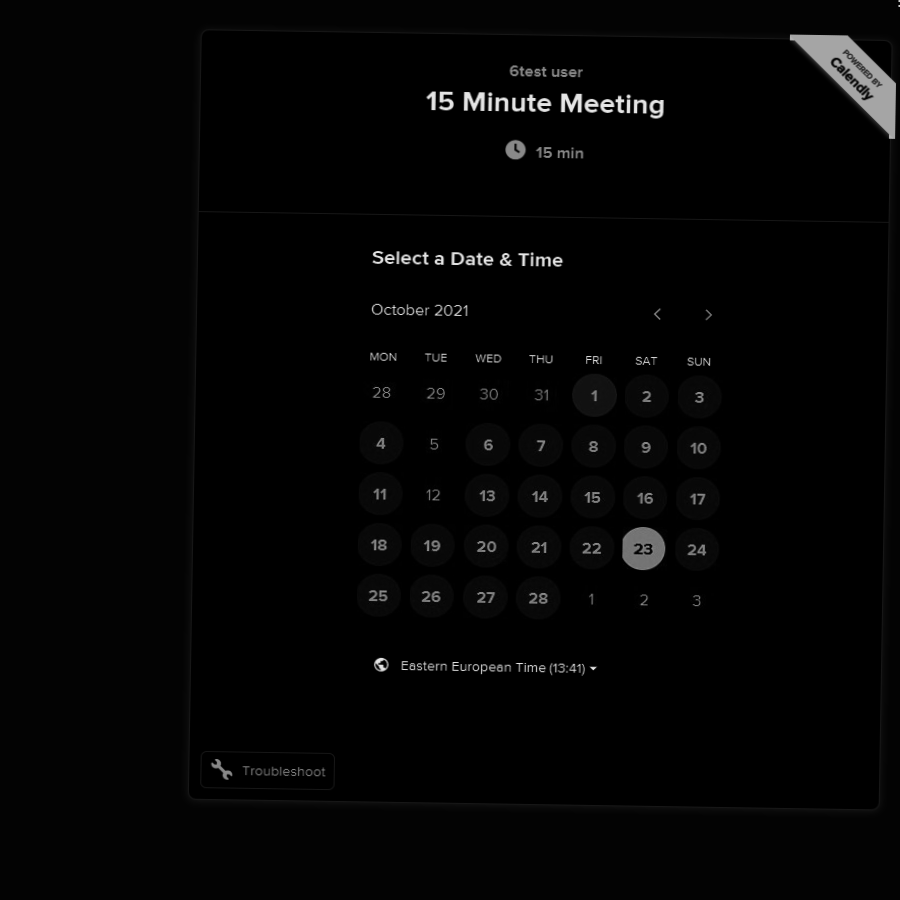 POWERED BY
Calendly
6test user
15 Minute Meeting
15 min
Select a Date & Time
October 2021
MON TUE WED THU FRI SAT SUN
28 29 30 31 1 2 3
4 5 6 7 8 9 10
11 12 13 14 15 16 17
18 19 20 21 22 23 24
25 26 27 28 1 2 3
Eastern European Time (13:41)
Troubleshoot